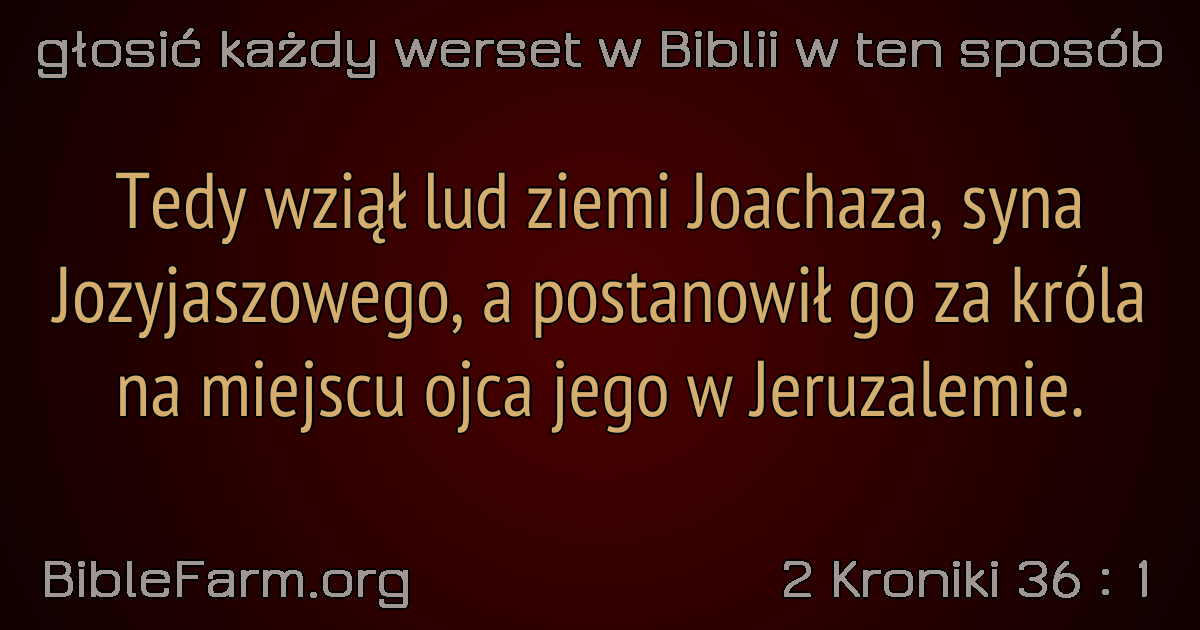 głosić każdy werset w Biblii w ten sposób
Tedy wziął lud ziemi Joachaza, syna
Jozyjaszowego, a postanowił go za króla
na miejscu ojca jego w Jeruzalemie.
BibleFarm.org
2 Kroniki 36 : 1